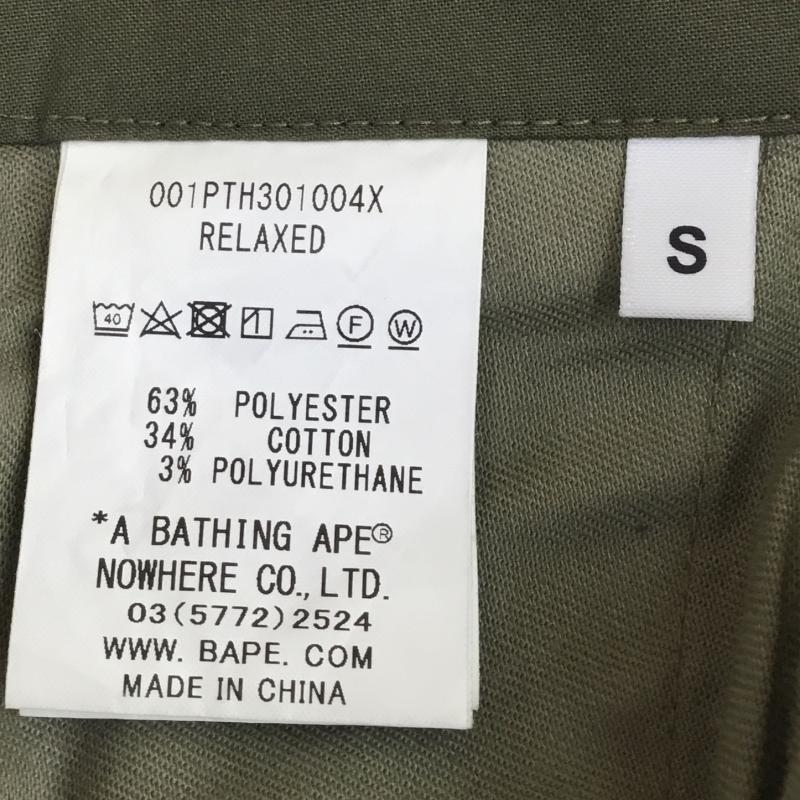 001PTH301004X
RELAXED
40 F W
63% POLYESTER
34% COTTON
3% POLYURETHANE
*A BATHING APE®
NOWHERE CO., LTD.
03(5772)2524
WWW. BAPE. COM
MADE IN CHINA
S